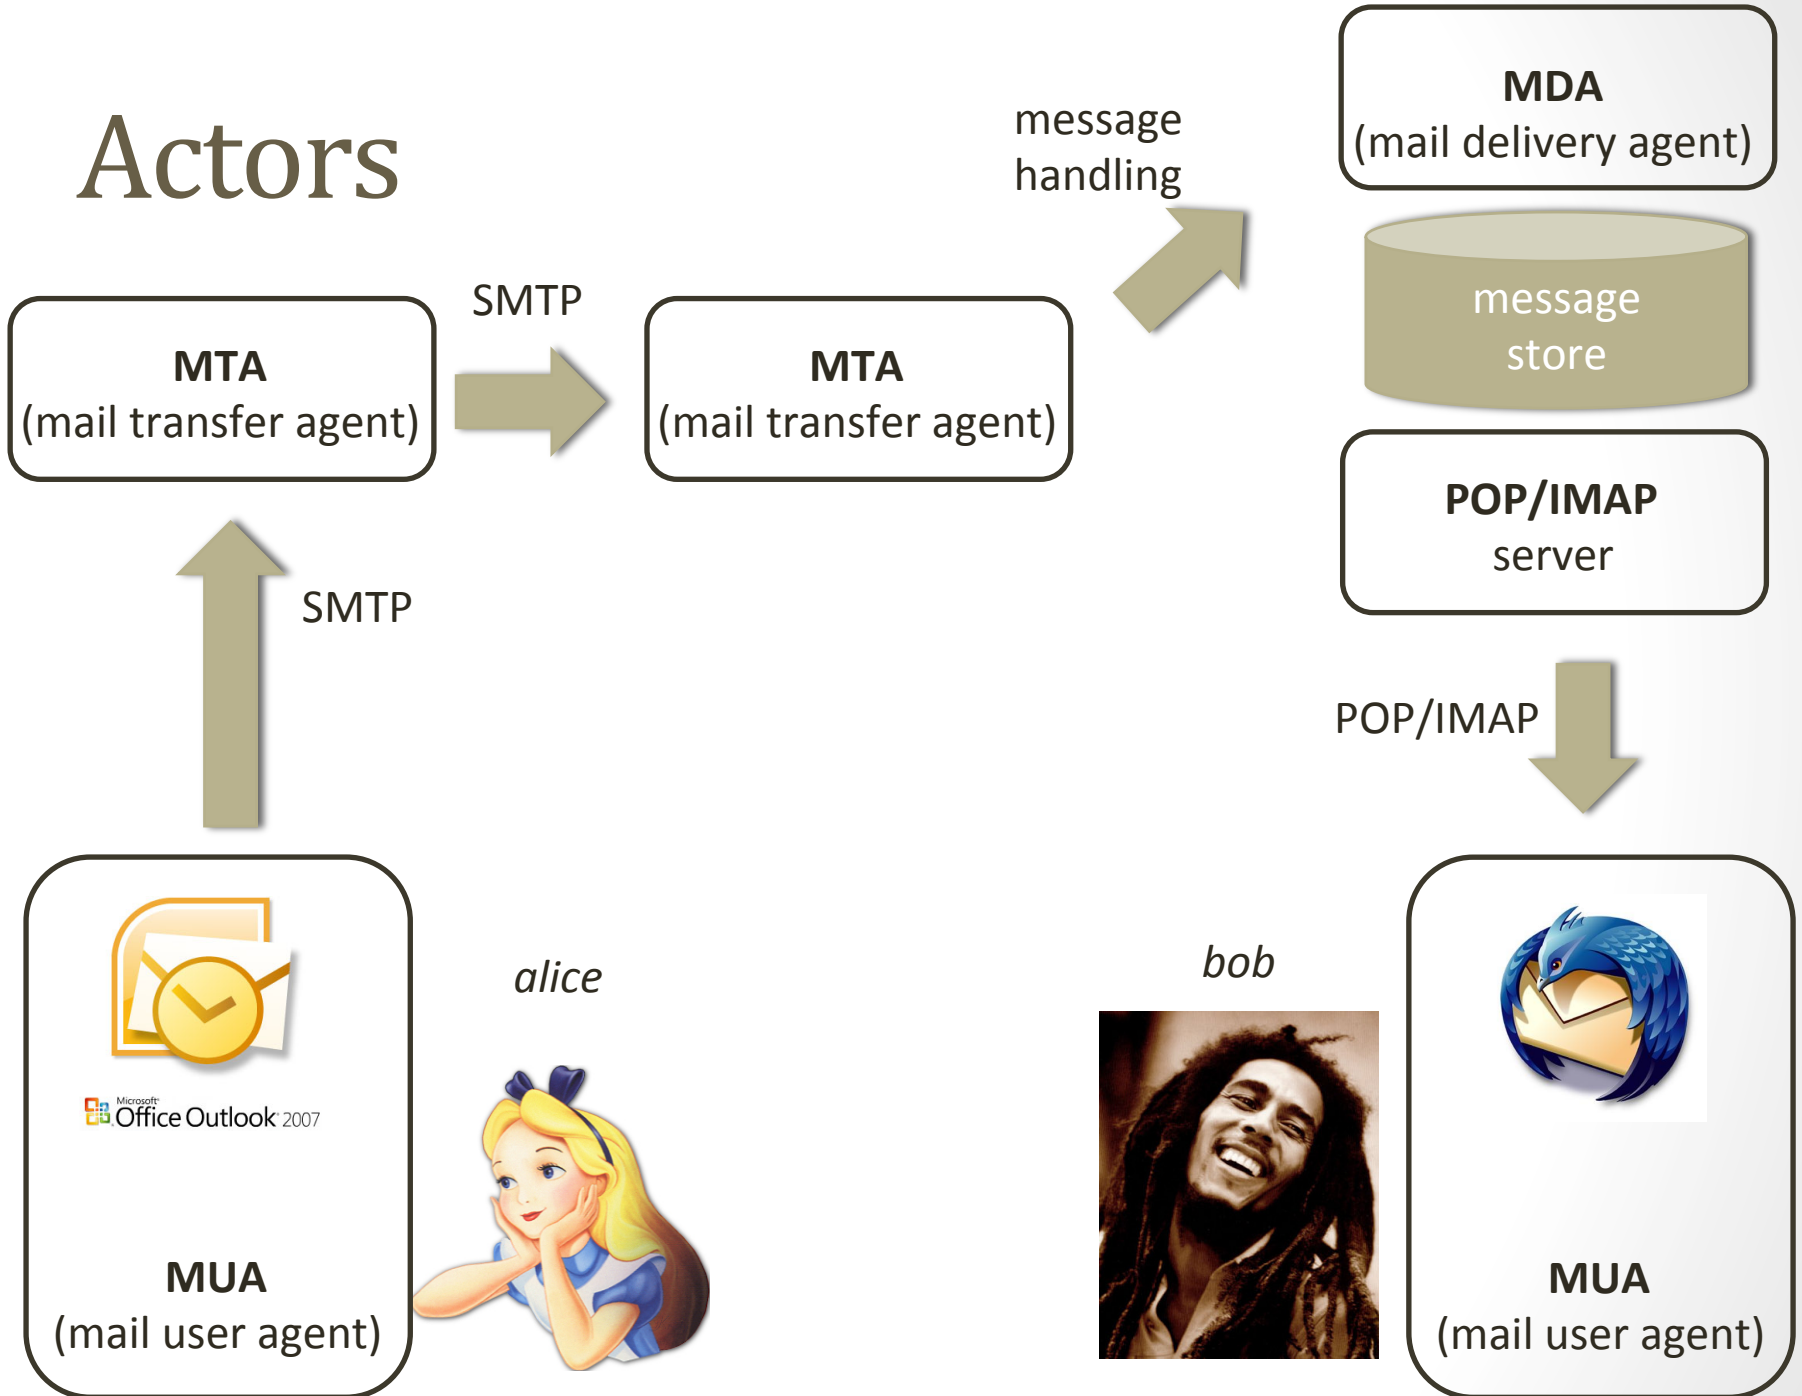 Actors
message
handling
MDA
(mail delivery agent)
message
store
SMTP
MTA
(mail transfer agent)
MTA
(mail transfer agent)
POP/IMAP
server
SMTP
POP/IMAP
alice
bob
Microsoft
Office Outlook 2007
MUA
(mail user agent)
MUA
(mail user agent)